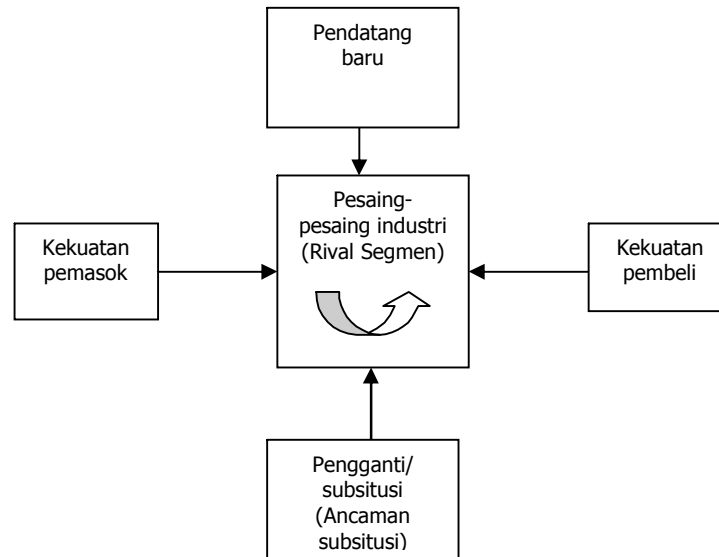 Pendatang
baru
Pesaing-
pesaing industri
(Rival Segmen)
Kekuatan
pemasok
Kekuatan
pembeli
Pengganti/
subsitusi
(Ancaman
subsitusi)